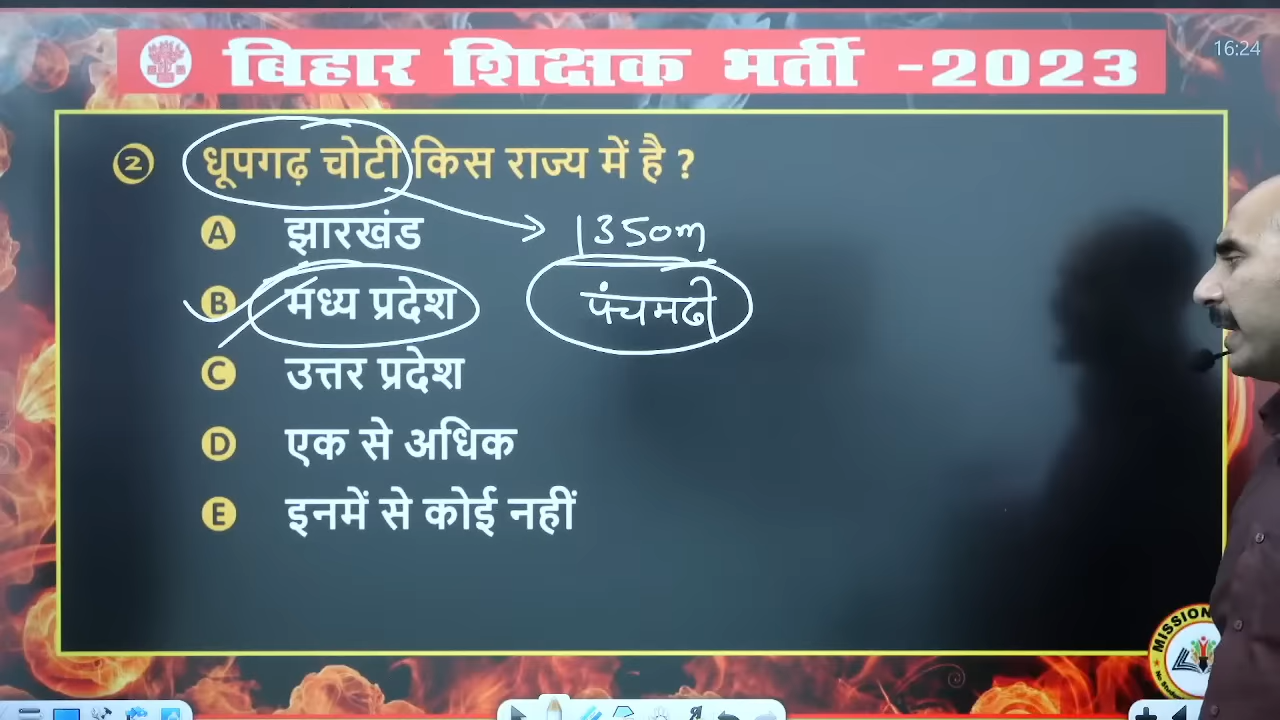 16:24
बिहार शिक्षक भर्ती -2023
2 धूपगढ़ चोटी किस राज्य में है ?
A झारखंड
1350m
B मध्य प्रदेश
पंचमढी
C उत्तर प्रदेश
D एक से अधिक
E इनमें से कोई नहीं
MISSION